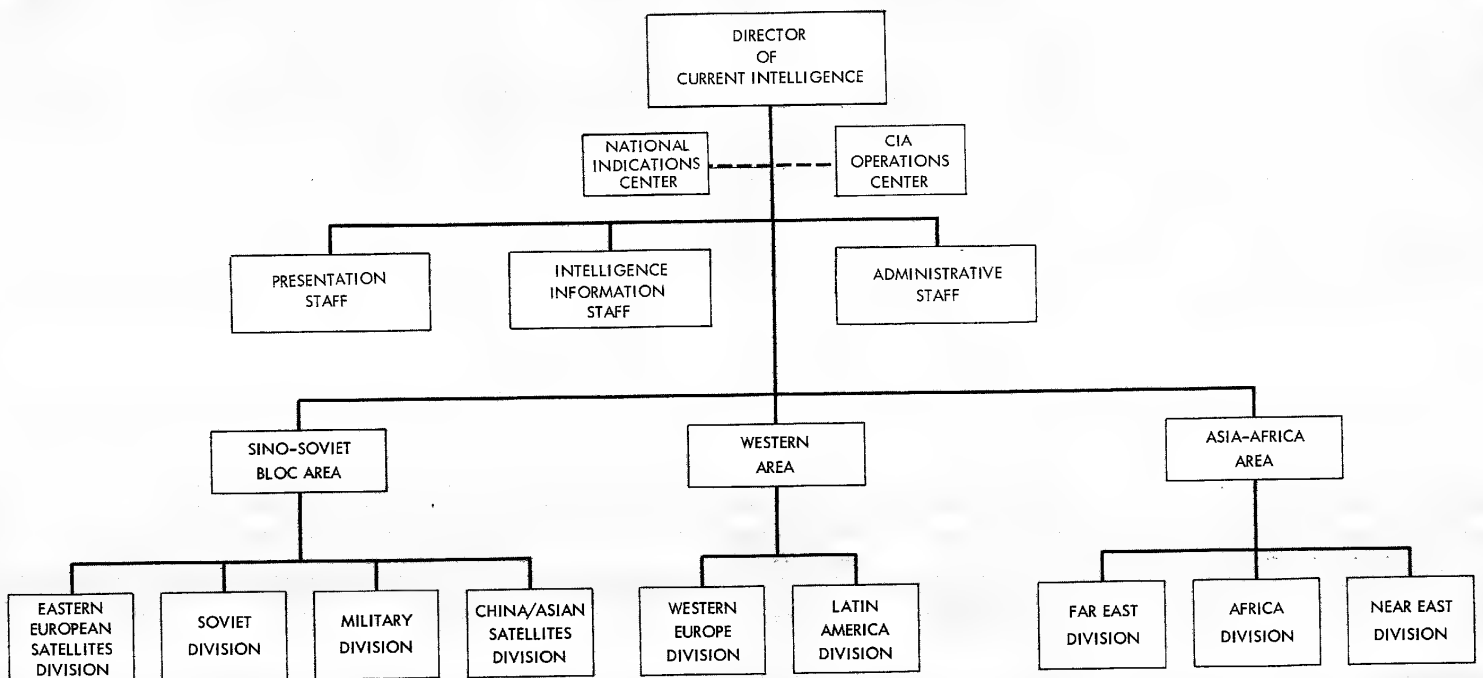 DIRECTOR
OF
CURRENT INTELLIGENCE
NATIONAL
INDICATIONS
CENTER
CIA
OPERATIONS
CENTER
PRESENTATION
STAFF
INTELLIGENCE
INFORMATION
STAFF
ADMINISTRATIVE
STAFF
SINO-SOVIET
BLOC AREA
WESTERN
AREA
ASIA-AFRICA
AREA
EASTERN
EUROPEAN
SATELLITES
DIVISION
SOVIET
DIVISION
MILITARY
DIVISION
CHINA/ASIAN
SATELLITES
DIVISION
WESTERN
EUROPE
DIVISION
LATIN
AMERICA
DIVISION
FAR EAST
DIVISION
AFRICA
DIVISION
NEAR EAST
DIVISION